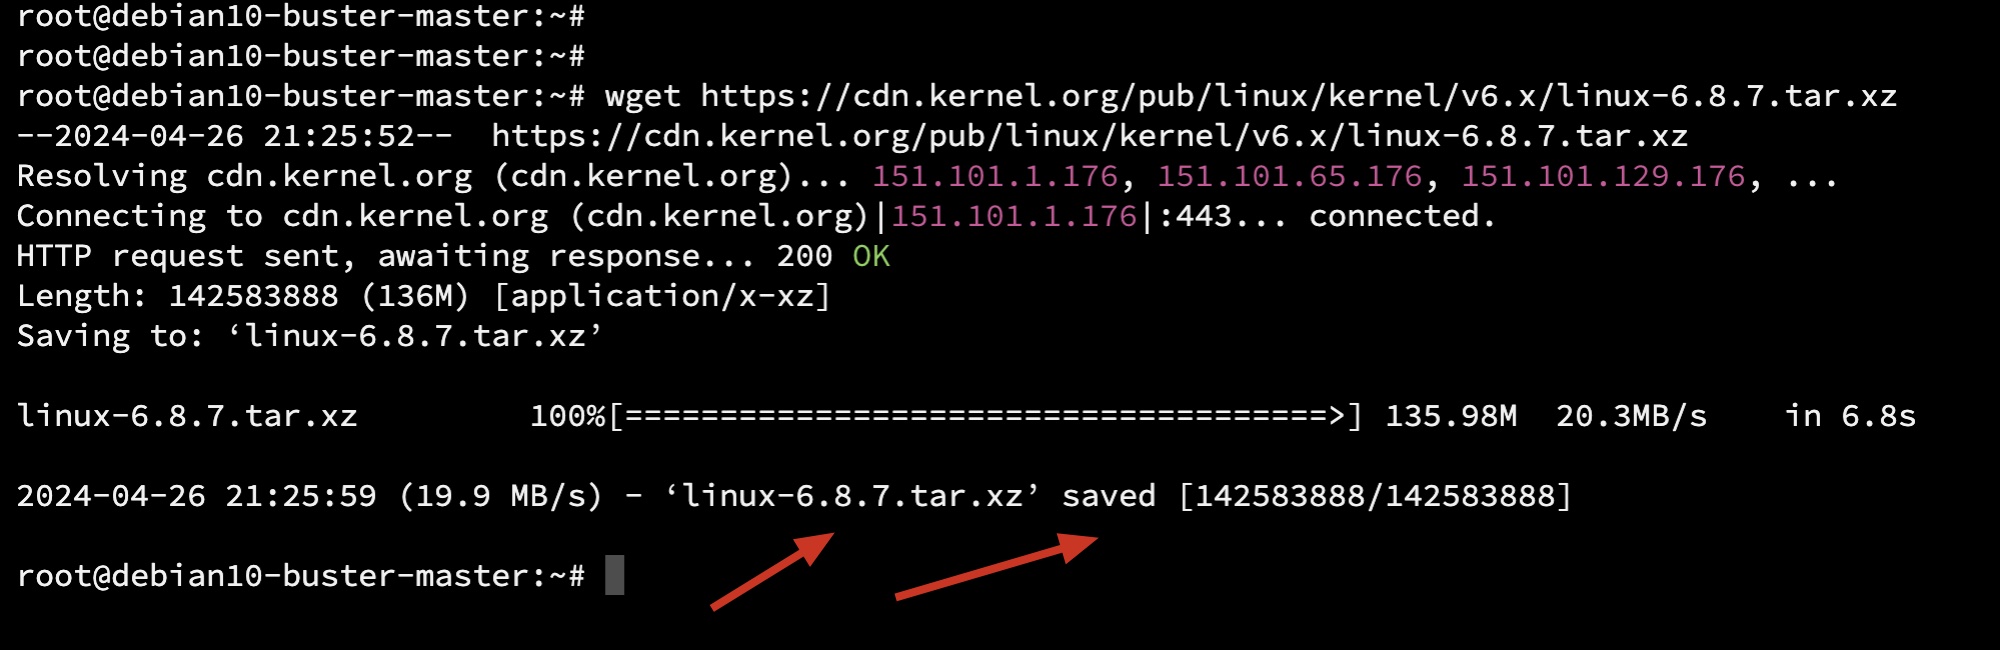 root@debian10-buster-master:~#
root@debian10-buster-master:~#
root@debian10-buster-master:~# wget https://cdn.kernel.org/pub/linux/kernel/v6.x/linux-6.8.7.tar.xz
--2024-04-26 21:25:52--  https://cdn.kernel.org/pub/linux/kernel/v6.x/linux-6.8.7.tar.xz
Resolving cdn.kernel.org (cdn.kernel.org)... 151.101.1.176, 151.101.65.176, 151.101.129.176, ...
Connecting to cdn.kernel.org (cdn.kernel.org)|151.101.1.176|:443... connected.
HTTP request sent, awaiting response... 200 OK
Length: 142583888 (136M) [application/x-xz]
Saving to: ‘linux-6.8.7.tar.xz’
linux-6.8.7.tar.xz         100%[=====================================>] 135.98M  20.3MB/s    in 6.8s
2024-04-26 21:25:59 (19.9 MB/s) - ‘linux-6.8.7.tar.xz’ saved [142583888/142583888]
root@debian10-buster-master:~#